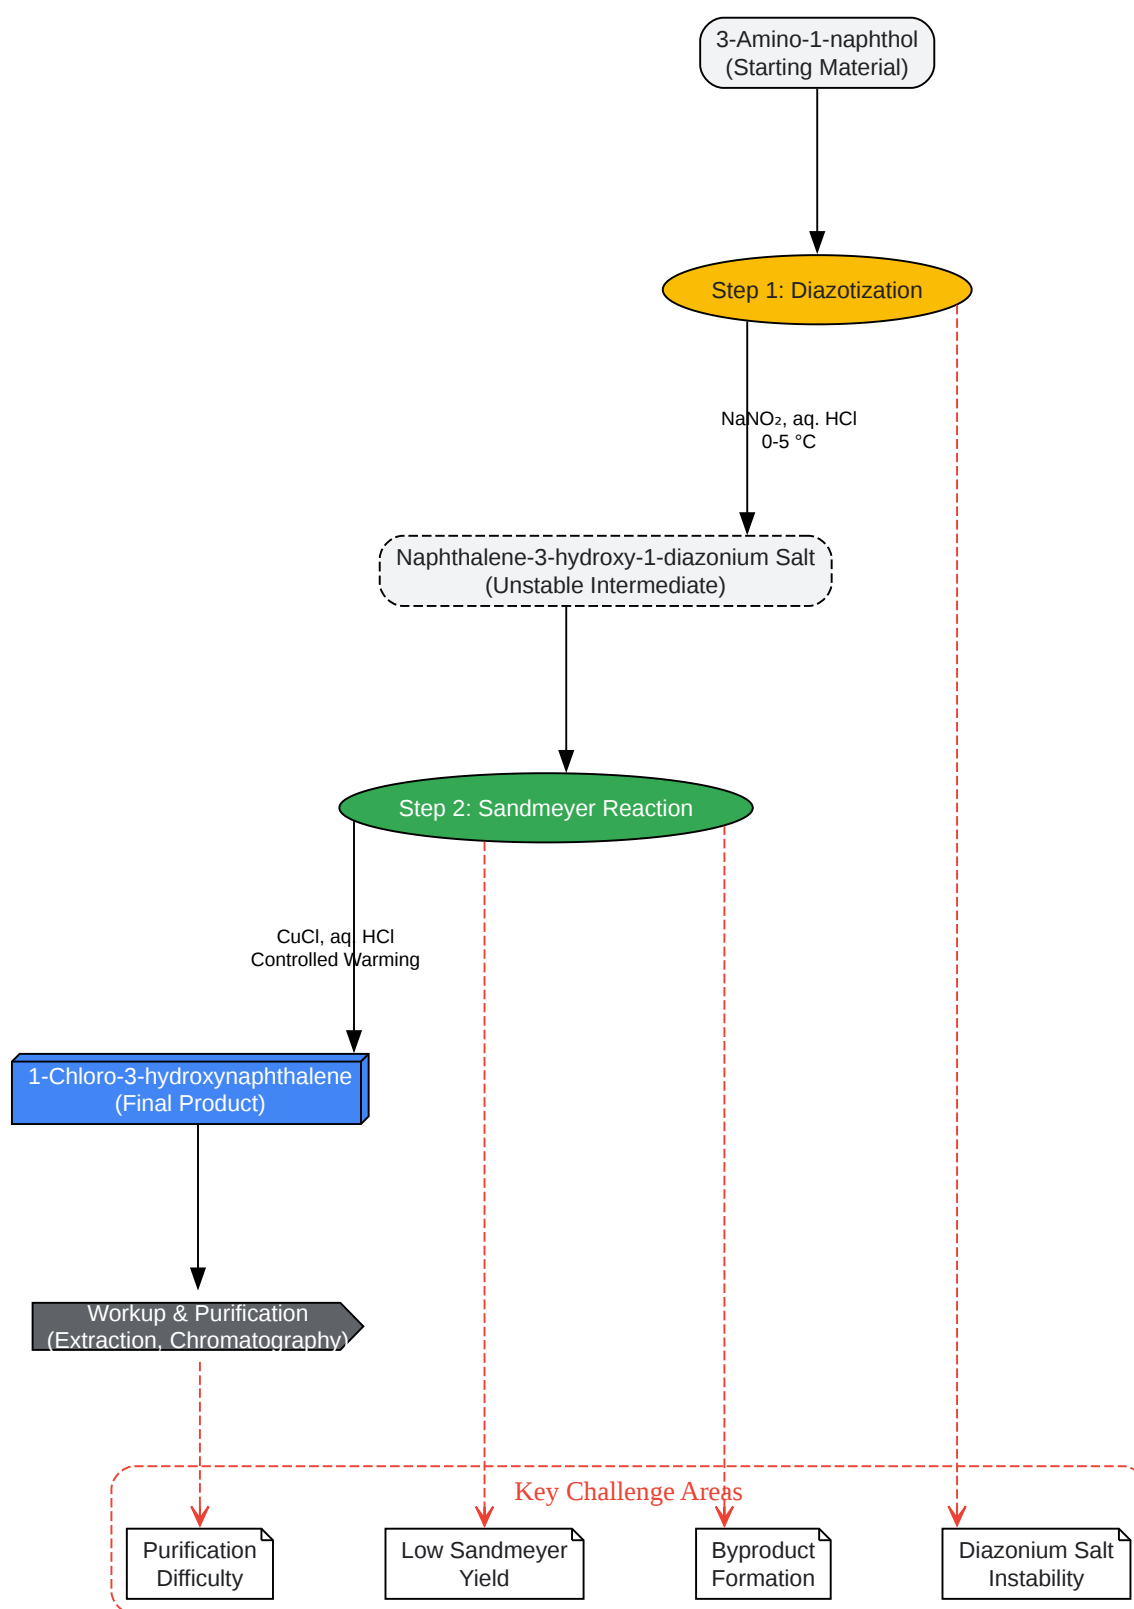 3-Amino-1-naphthol
(Starting Material)
Step 1: Diazotization
NaNO₂, aq. HCl
0-5 °C
Naphthalene-3-hydroxy-1-diazonium Salt
(Unstable Intermediate)
Step 2: Sandmeyer Reaction
CuCl, aq. HCl
Controlled Warming
1-Chloro-3-hydroxynaphthalene
(Final Product)
Workup & Purification
(Extraction, Chromatography)
Key Challenge Areas
Purification
Difficulty
Low Sandmeyer
Yield
Byproduct
Formation
Diazonium Salt
Instability